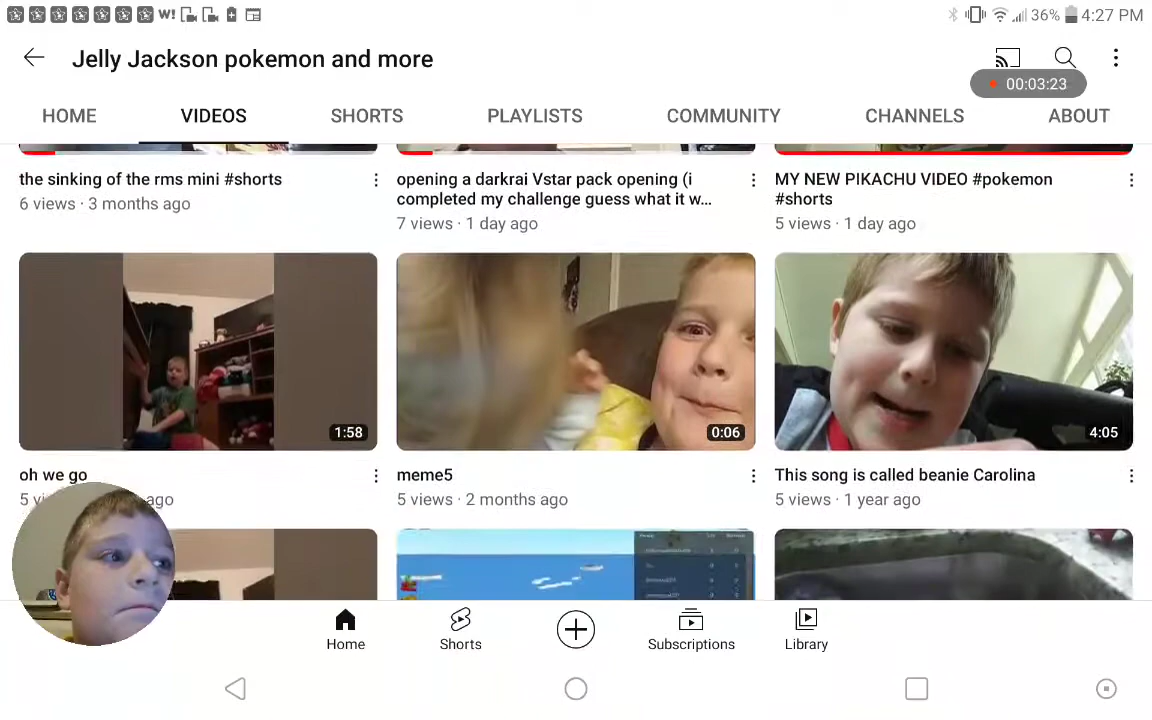 W! 36% 4:27 PM
Jelly Jackson pokemon and more
00:03:23
HOME VIDEOS SHORTS PLAYLISTS COMMUNITY CHANNELS ABOUT
the sinking of the rms mini #shorts
6 views · 3 months ago
opening a darkrai Vstar pack opening (i
completed my challenge guess what it w...
7 views · 1 day ago
MY NEW PIKACHU VIDEO #pokemon
#shorts
5 views · 1 day ago
1:58
0:06
4:05
oh we go
5 vi ago
meme5
5 views · 2 months ago
This song is called beanie Carolina
5 views · 1 year ago
Home Shorts Subscriptions Library